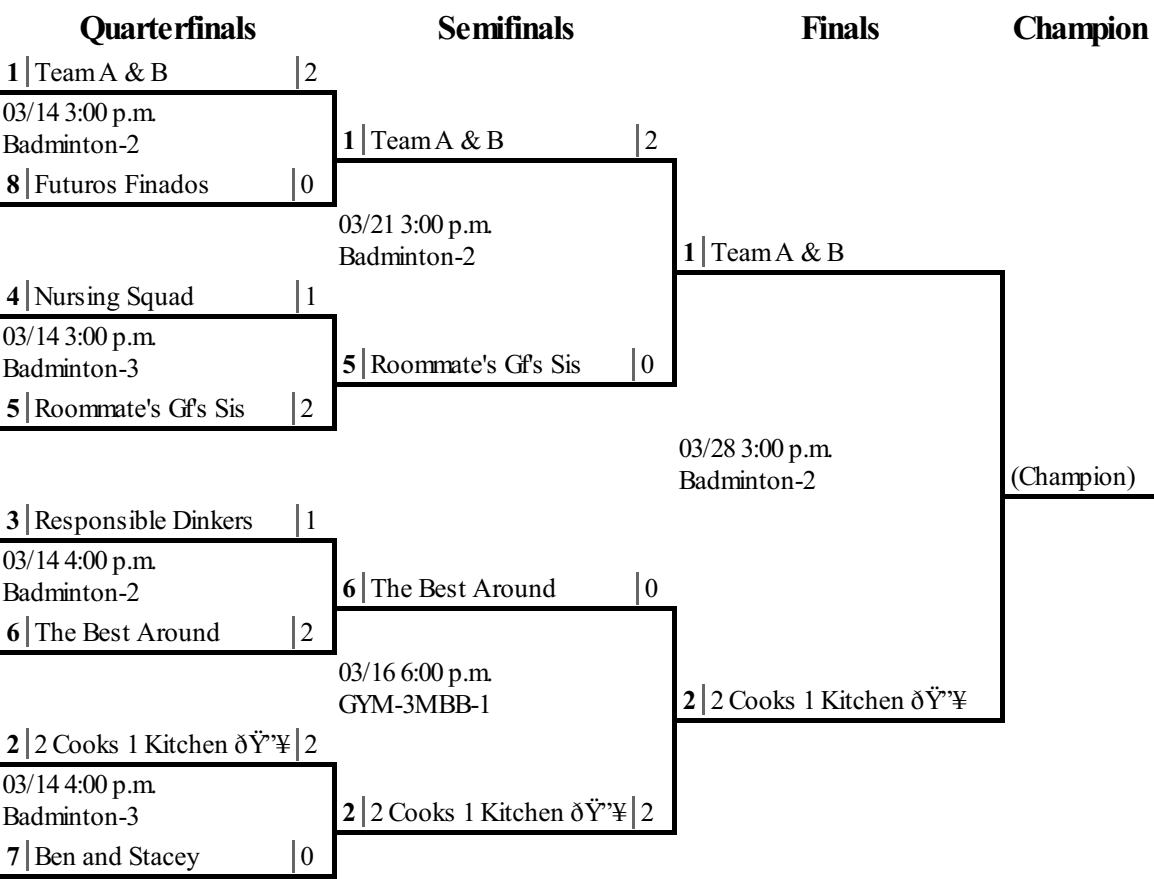 Quarterfinals Semifinals Finals Champion
1 Team A & B 2
03/14 3:00 p.m.
Badminton-2
8 Futuros Finados 0
4 Nursing Squad 1
03/14 3:00 p.m.
Badminton-3
5 Roommate's Gf's Sis 2
3 Responsible Dinkers 1
03/14 4:00 p.m.
Badminton-2
6 The Best Around 2
2 2 Cooks 1 Kitchen ðŸ”¥ 2
03/14 4:00 p.m.
Badminton-3
7 Ben and Stacey 0
1 Team A & B 2
03/21 3:00 p.m.
Badminton-2
5 Roommate's Gf's Sis 0
6 The Best Around 0
03/16 6:00 p.m.
GYM-3MBB-1
2 2 Cooks 1 Kitchen ðŸ”¥ 2
1 Team A & B
03/28 3:00 p.m.
Badminton-2
2 2 Cooks 1 Kitchen ðŸ”¥
(Champion)